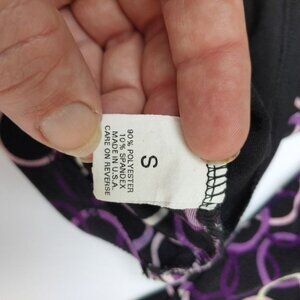 S
90% POLYESTER
10% SPANDEX
MADE IN U.S.A.
CARE ON REVERSE